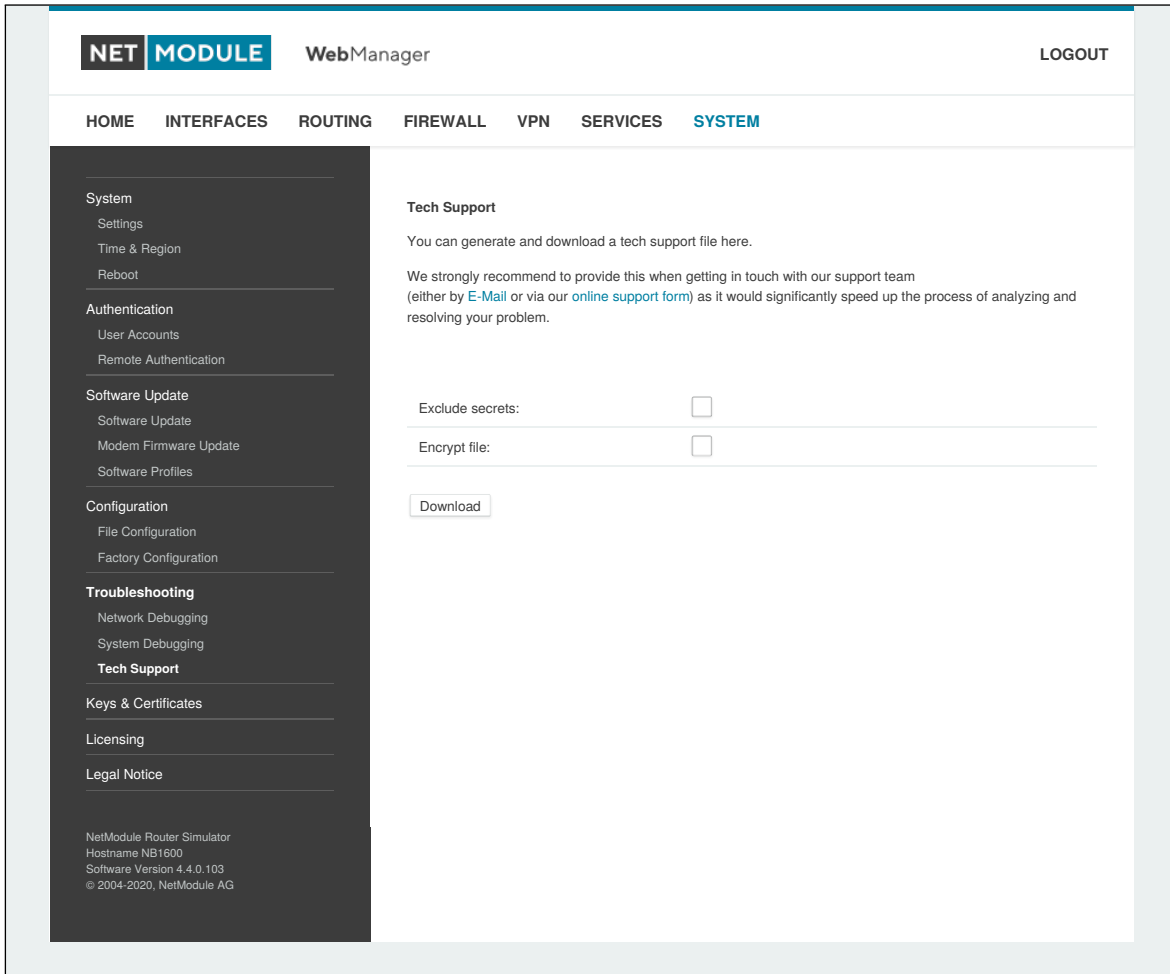 NET MODULE WebManager LOGOUT
HOME INTERFACES ROUTING FIREWALL VPN SERVICES SYSTEM
System
Settings
Time & Region
Reboot
Authentication
User Accounts
Remote Authentication
Software Update
Software Update
Modem Firmware Update
Software Profiles
Configuration
File Configuration
Factory Configuration
Troubleshooting
Network Debugging
System Debugging
Tech Support
Keys & Certificates
Licensing
Legal Notice
NetModule Router Simulator
Hostname NB1600
Software Version 4.4.0.103
© 2004-2020, NetModule AG
Tech Support
You can generate and download a tech support file here.
We strongly recommend to provide this when getting in touch with our support team
(either by E-Mail or via our online support form) as it would significantly speed up the process of analyzing and
resolving your problem.
Exclude secrets:
Encrypt file:
Download